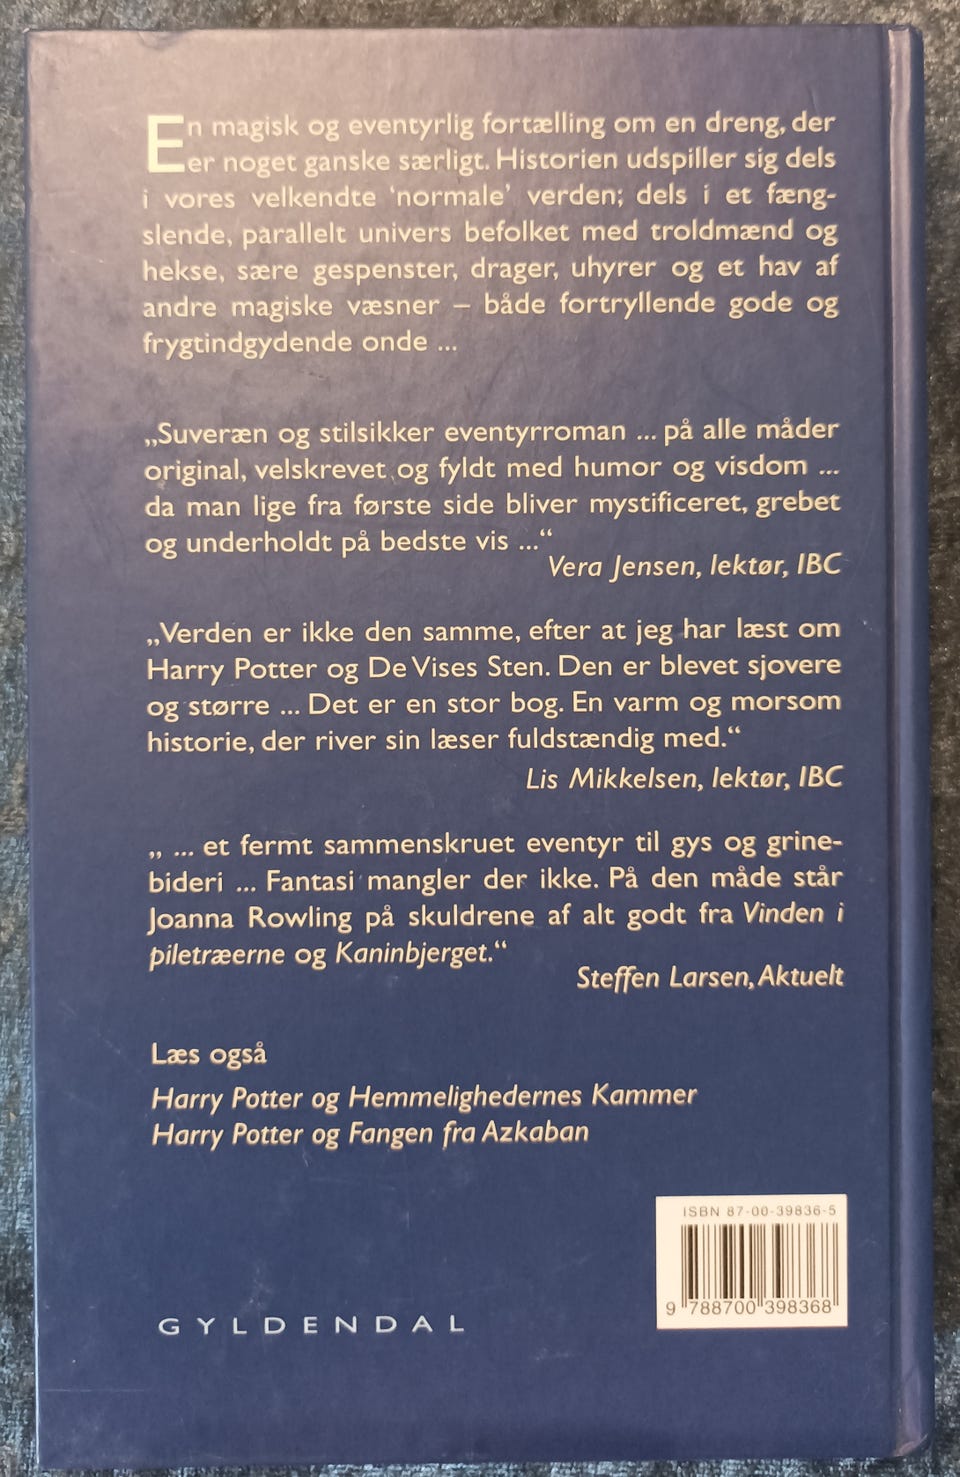 En magisk og eventyrlig fortælling om en dreng, der
er noget ganske særligt. Historien udspiller sig dels
i vores velkendte ‘normale’ verden; dels i et fæng-
slende, parallelt univers befolket med troldmænd og
hekse, sære gespenster, drager, uhyrer og et hav af
andre magiske væsner – både fortryllende gode og
frygtindgydende onde ...
„Suveræn og stilsikker eventyrroman ... på alle måder
original, velskrevet og fyldt med humor og visdom ...
da man lige fra første side bliver mystificeret, grebet
og underholdt på bedste vis ...“
Vera Jensen, lektør, IBC
„Verden er ikke den samme, efter at jeg har læst om
Harry Potter og De Vises Sten. Den er blevet sjovere
og større ... Det er en stor bog. En varm og morsom
historie, der river sin læser fuldstændig med.“
Lis Mikkelsen, lektør, IBC
„ ... et fermt sammenskruet eventyr til gys og grine-
bideri ... Fantasi mangler der ikke. På den måde står
Joanna Rowling på skuldrene af alt godt fra Vinden i
piletræerne og Kaninbjerget.“
Steffen Larsen, Aktuelt
Læs også
Harry Potter og Hemmelighedernes Kammer
Harry Potter og Fangen fra Azkaban
ISBN 87-00-39836-5
9 788700 398368
GYLDENDAL